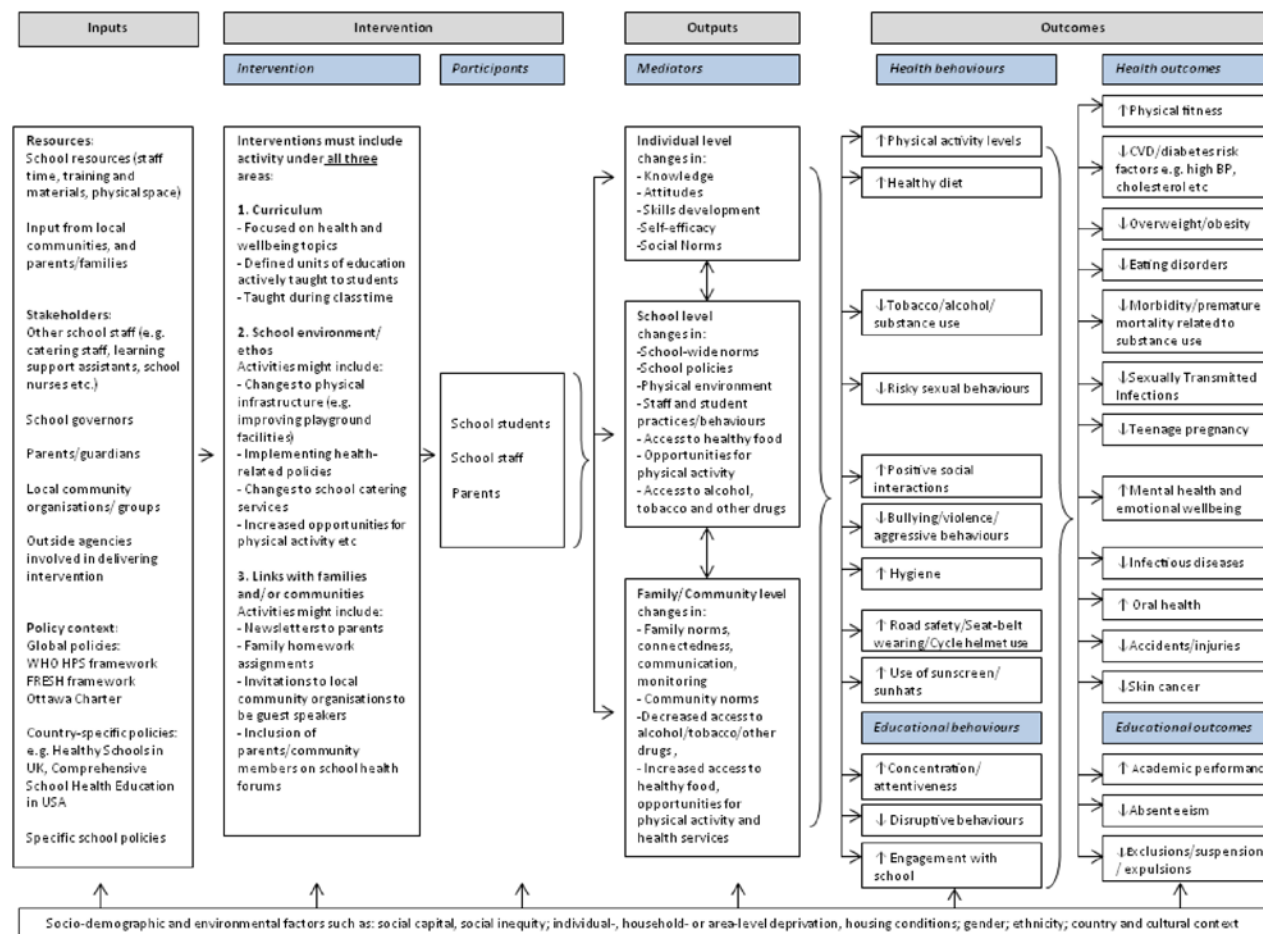 Inputs
Intervention
Outputs
Outcomes
Intervention
Participants
Mediators
Health behaviours
Health outcomes
Resources:
School resources (staff
time, training and
materials, physical space)
Input from local
communities, and
parents/families
Stakeholders:
Other school staff (e.g.
catering staff, learning
support assistants, school
nurses etc.)
School governors
Parents/guardians
Local community
organisations/ groups
Outside agencies
involved in delivering
intervention
Policy context:
Global policies:
WHO HPS framework
FRESH framework
Ottawa Charter
Country-specific policies:
e.g. Healthy Schools in
UK, Comprehensive
School Health Education
in USA
Specific school policies
Interventions must include
activity under all three
areas:
1. Curriculum
- Focused on health and
wellbeing topics
- Defined units of education
actively taught to students
- Taught during class time
2. School environment/
ethos
Activities might include:
- Changes to physical
infrastructure (e.g.
improving playground
facilities)
- Implementing health-
related policies
- Changes to school catering
services
- Increased opportunities for
physical activity etc
3. Links with families
and/or communities
Activities might include:
- Newsletters to parents
- Family homework
assignments
- Invitations to local
community organisations to
be guest speakers
- Inclusion of
parents/community
members on school health
forums
School students
School staff
Parents
Individual level
changes in:
- Knowledge
- Attitudes
- Skills development
-Self-efficacy
-Social Norms
School level
changes in:
-School-wide norms
-School policies
-Physical environment
- Staff and student
practices/behaviours
- Access to healthy food
- Opportunities for
physical activity
- Access to alcohol,
tobacco and other drugs
Family/Community level
changes in:
- Family norms,
connectedness,
communication,
monitoring
- Community norms
-Decreased access to
alcohol/tobacco/other
drugs,
- Increased access to
healthy food,
opportunities for
physical activity and
health services
↑Physical activity levels
↑Healthy diet
↓Tobacco/alcohol/
substance use
↓Risky sexual behaviours
↑Positive social
interactions
↓Bullying/violence/
aggressive behaviours
↑ Hygiene
↑ Road safety/Seat-belt
wearing/Cycle helmet use
↑ Use of sunscreen/
sunhats
Educational behaviours
↑Concentration/
attentiveness
↓ Disruptive behaviours
↑ Engagement with
school
↑Physical fitness
↓CVD/diabetes risk
factors e.g. high BP,
cholesterol etc
↓Overweight/obesity
↓Eating disorders
↓Morbidity/premature
mortality related to
substance use
↓Sexually Transmitted
Infections
↓Teenage pregnancy
↑Mental health and
emotional wellbeing
↓Infectious diseases
↑ Oral health
↓Accidents/injuries
↓Skin cancer
Educational outcomes
↑ Academic performance
↓Absenteeism
↓Exclusions/suspension
/ expulsions
Socio-demographic and environmental factors such as: social capital, social inequity; individual-, household- or area-level deprivation, housing conditions; gender; ethnicity; country and cultural context